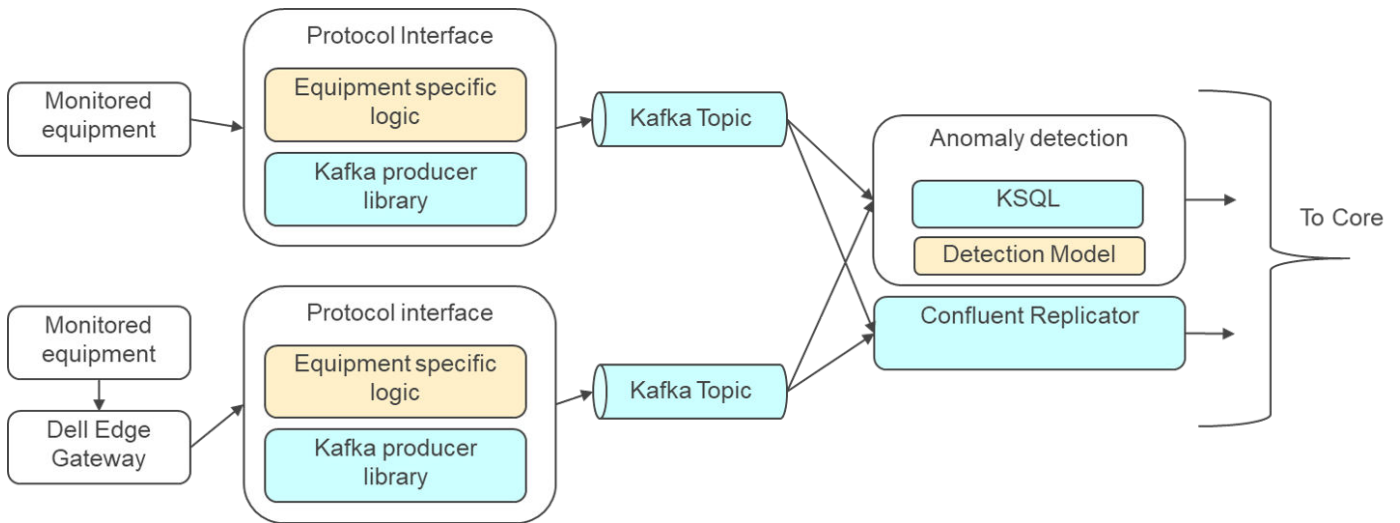 Monitored
equipment
Protocol Interface
Equipment specific
logic
Kafka producer
library
Kafka Topic
Anomaly detection
KSQL
Detection Model
To Core
Monitored
equipment
Dell Edge
Gateway
Protocol interface
Equipment specific
logic
Kafka producer
library
Kafka Topic
Confluent Replicator